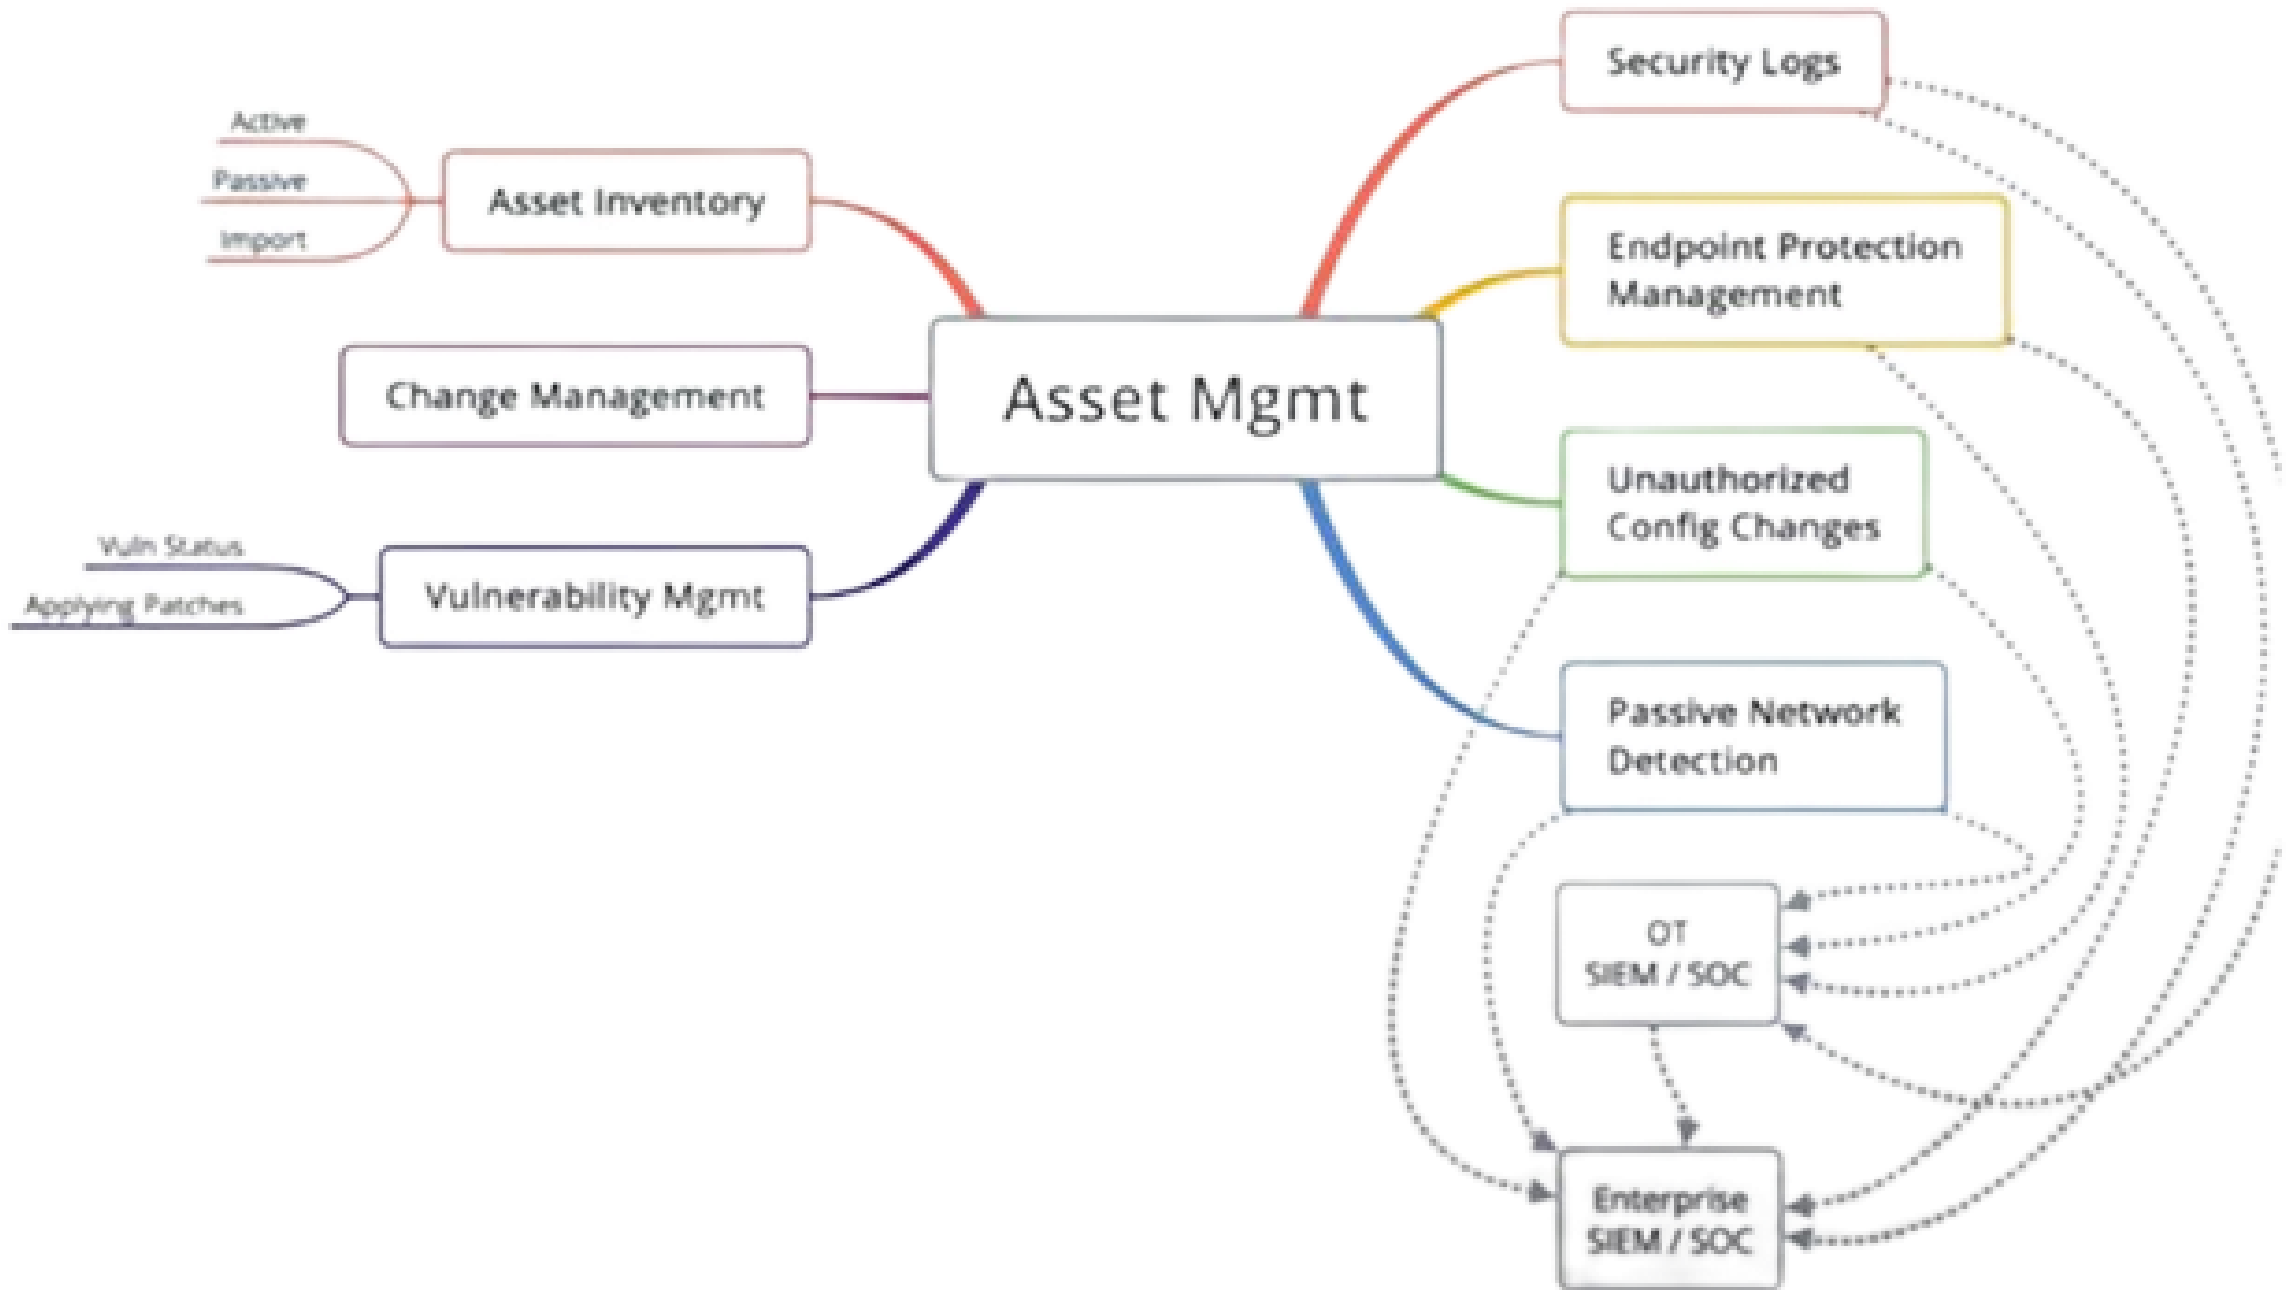 Security Logs
Active
Passive
Import
Asset Inventory
Endpoint Protection
Management
Change Management
Asset Mgmt
Unauthorized
Config Changes
Vuln Status
Applying Patches
Vulnerability Mgmt
Passive Network
Detection
OT
SIEM / SOC
Enterprise
SIEM / SOC